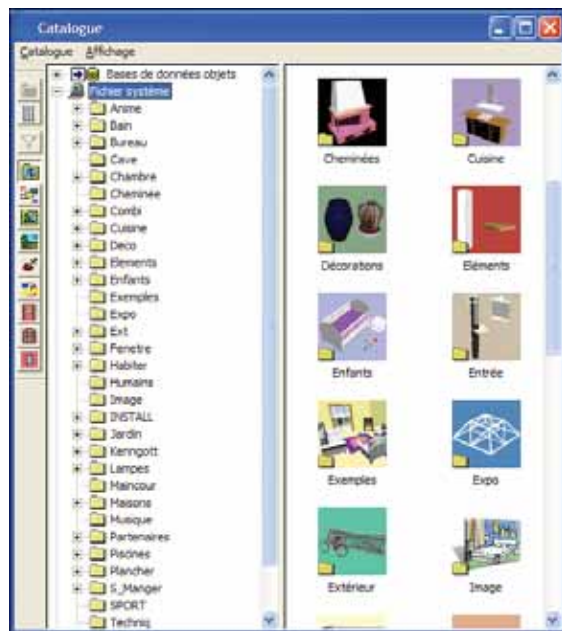 Catalogue
Catalogue Affichage
Bases de données objets
Fichier système
Anime
Bain
Bureau
Cave
Chambre
Cheminee
Combi
Cuisine
Deco
Elements
Enfants
Exemples
Expo
Ext
Fenetre
Habiter
Humains
Image
INSTALL
Jardin
Kenngott
Lampes
Maincour
Maisons
Musique
Partenaires
Piscines
Plancher
S_Manger
SPORT
Techniq
Cheminées Cuisine
Décorations Eléments
Enfants Entrée
Exemples Expo
Extérieur Image